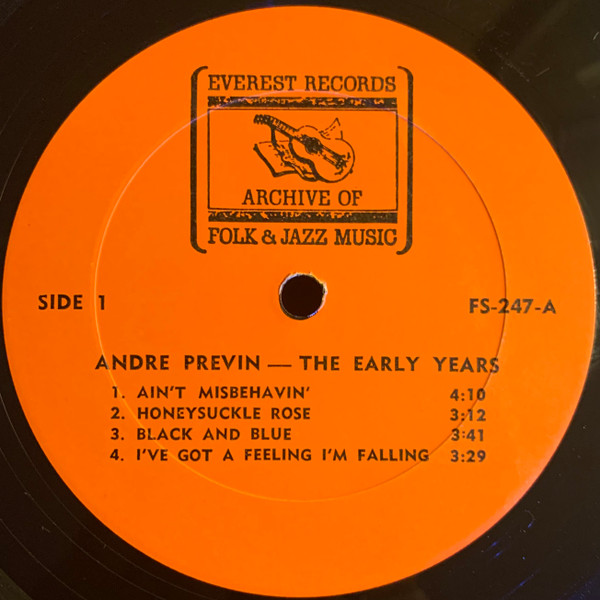 EVEREST RECORDS
ARCHIVE OF
FOLK & JAZZ MUSIC
SIDE 1
FS-247-A
ANDRE PREVIN — THE EARLY YEARS
1. AIN'T MISBEHAVIN' 4:10
2. HONEYSUCKLE ROSE 3:12
3. BLACK AND BLUE 3:41
4. I'VE GOT A FEELING I'M FALLING 3:29